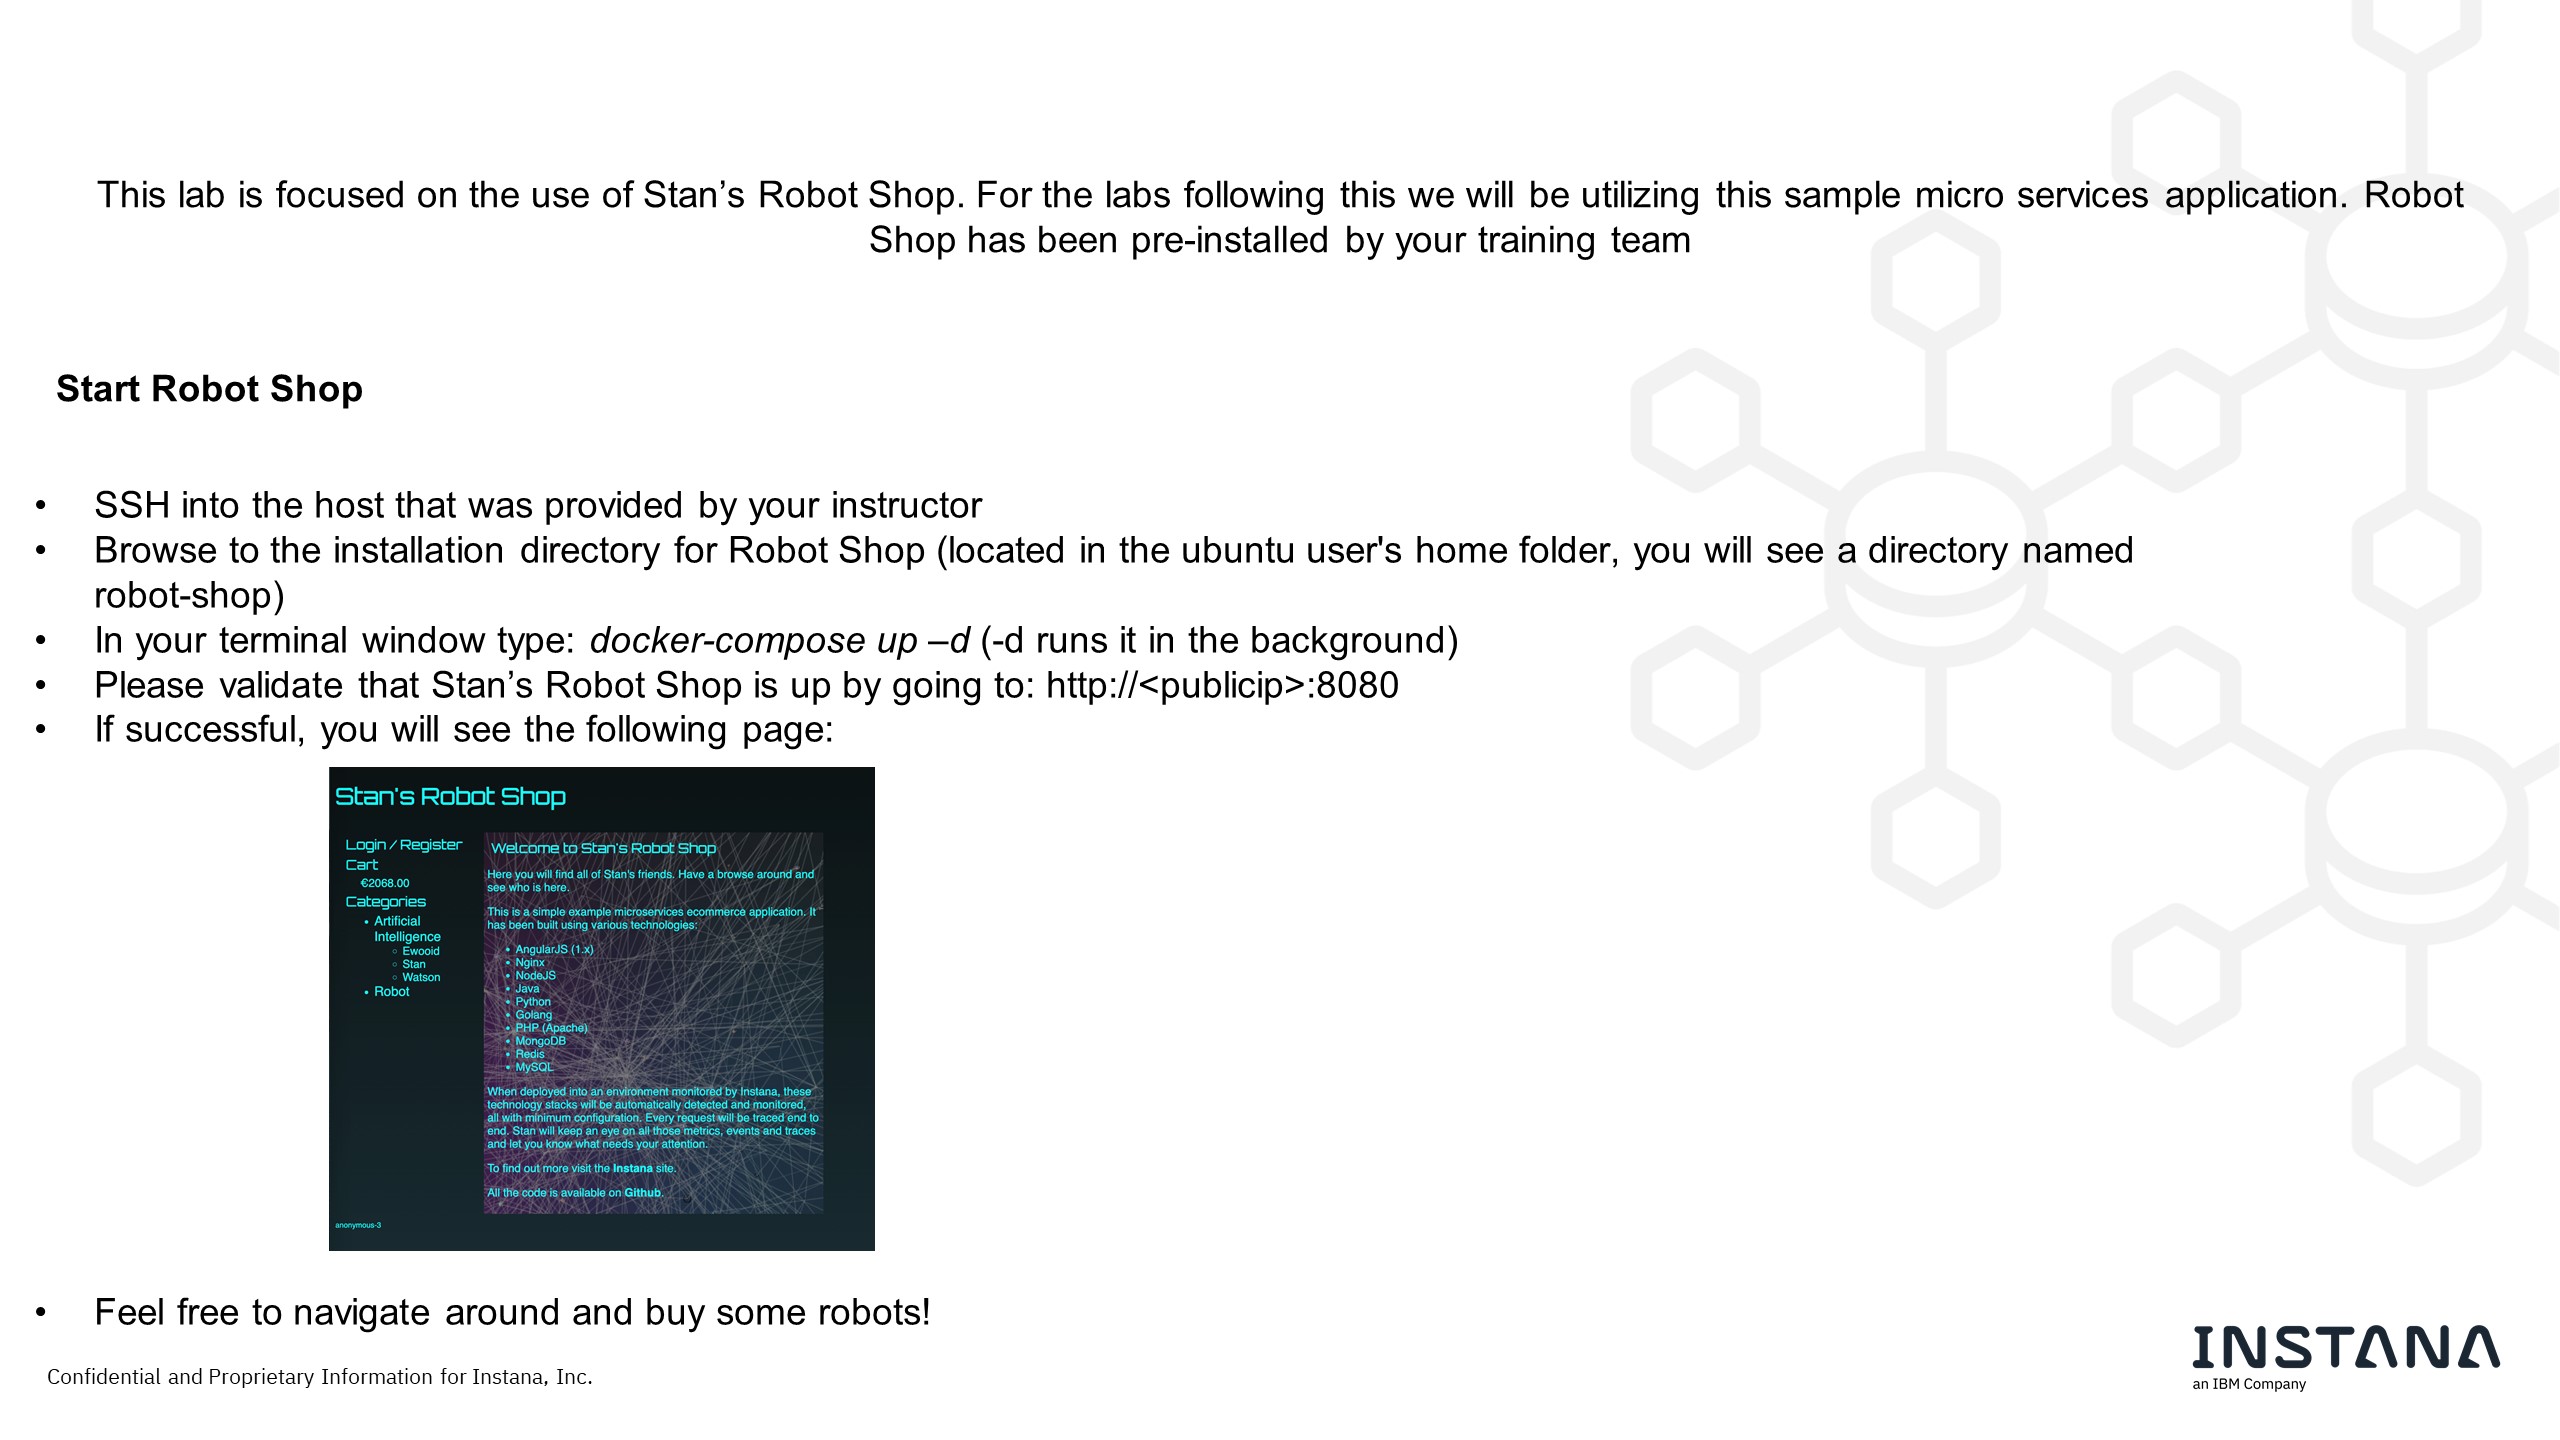 This lab is focused on the use of Stan’s Robot Shop. For the labs following this we will be utilizing this sample micro services application. Robot
Shop has been pre-installed by your training team
Start Robot Shop
• SSH into the host that was provided by your instructor
• Browse to the installation directory for Robot Shop (located in the ubuntu user's home folder, you will see a directory named
robot-shop)
• In your terminal window type: docker-compose up –d (-d runs it in the background)
• Please validate that Stan’s Robot Shop is up by going to: http://<publicip>:8080
• If successful, you will see the following page:
Stan's Robot Shop
Login / Register
Cart
€2068.00
Categories
• Artificial
Intelligence
○ Ewooid
○ Stan
○ Watson
• Robot
Welcome to Stan's Robot Shop
Here you will find all of Stan's friends. Have a browse around and
see who is here.
This is a simple example microservices ecommerce application. It
has been built using various technologies:
• AngularJS (1.x)
• Nginx
• NodeJS
• Java
• Python
• Golang
• PHP (Apache)
• MongoDB
• Redis
• MySQL
When deployed into an environment monitored by Instana, these
technology stacks will be automatically detected and monitored,
all with minimum configuration. Every request will be traced end to
end. Stan will keep an eye on all those metrics, events and traces
and let you know what needs your attention.
To find out more visit the Instana site.
All the code is available on Github.
anonymous-3
• Feel free to navigate around and buy some robots!
Confidential and Proprietary Information for Instana, Inc.
INSTANA
an IBM Company